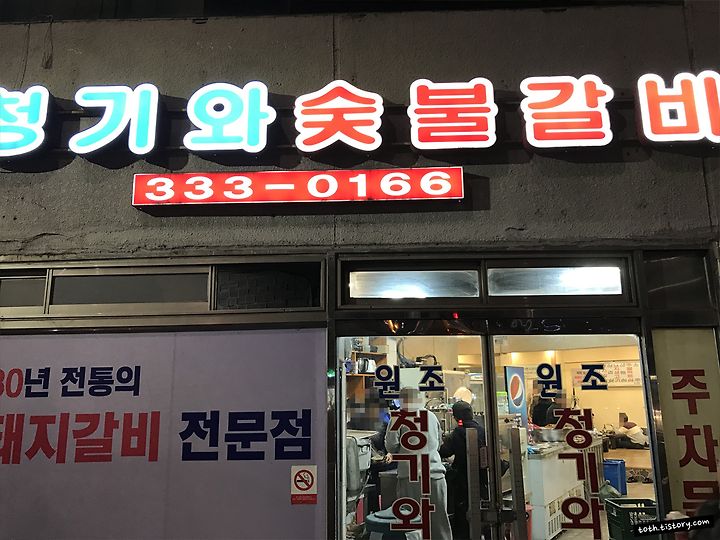 청기와숯불갈비
333-0166
30년 전통의
돼지갈비 전문점
원조
청기와
원조
청기와
주차
toth.tistory.com